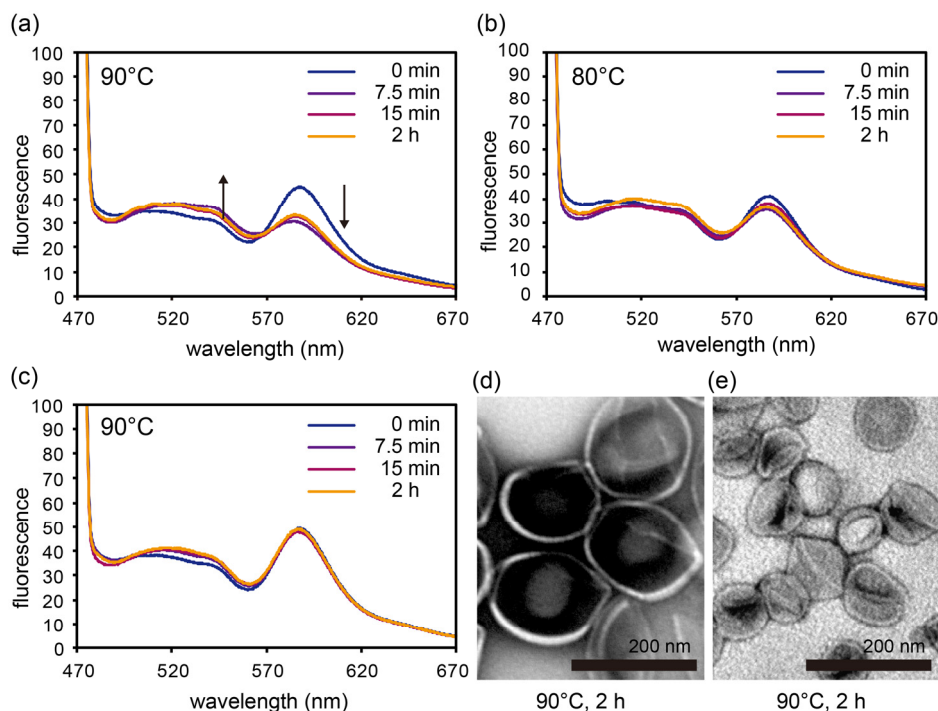 (a)
90°C
0 min
7.5 min
15 min
2 h
fluorescence
100
90
80
70
60
50
40
30
20
10
0
470 520 570 620 670
wavelength (nm)
(b)
80°C
0 min
7.5 min
15 min
2 h
fluorescence
100
90
80
70
60
50
40
30
20
10
0
470 520 570 620 670
wavelength (nm)
(c)
90°C
0 min
7.5 min
15 min
2 h
fluorescence
100
90
80
70
60
50
40
30
20
10
0
470 520 570 620 670
wavelength (nm)
(d)
200 nm
90°C, 2 h
(e)
200 nm
90°C, 2 h